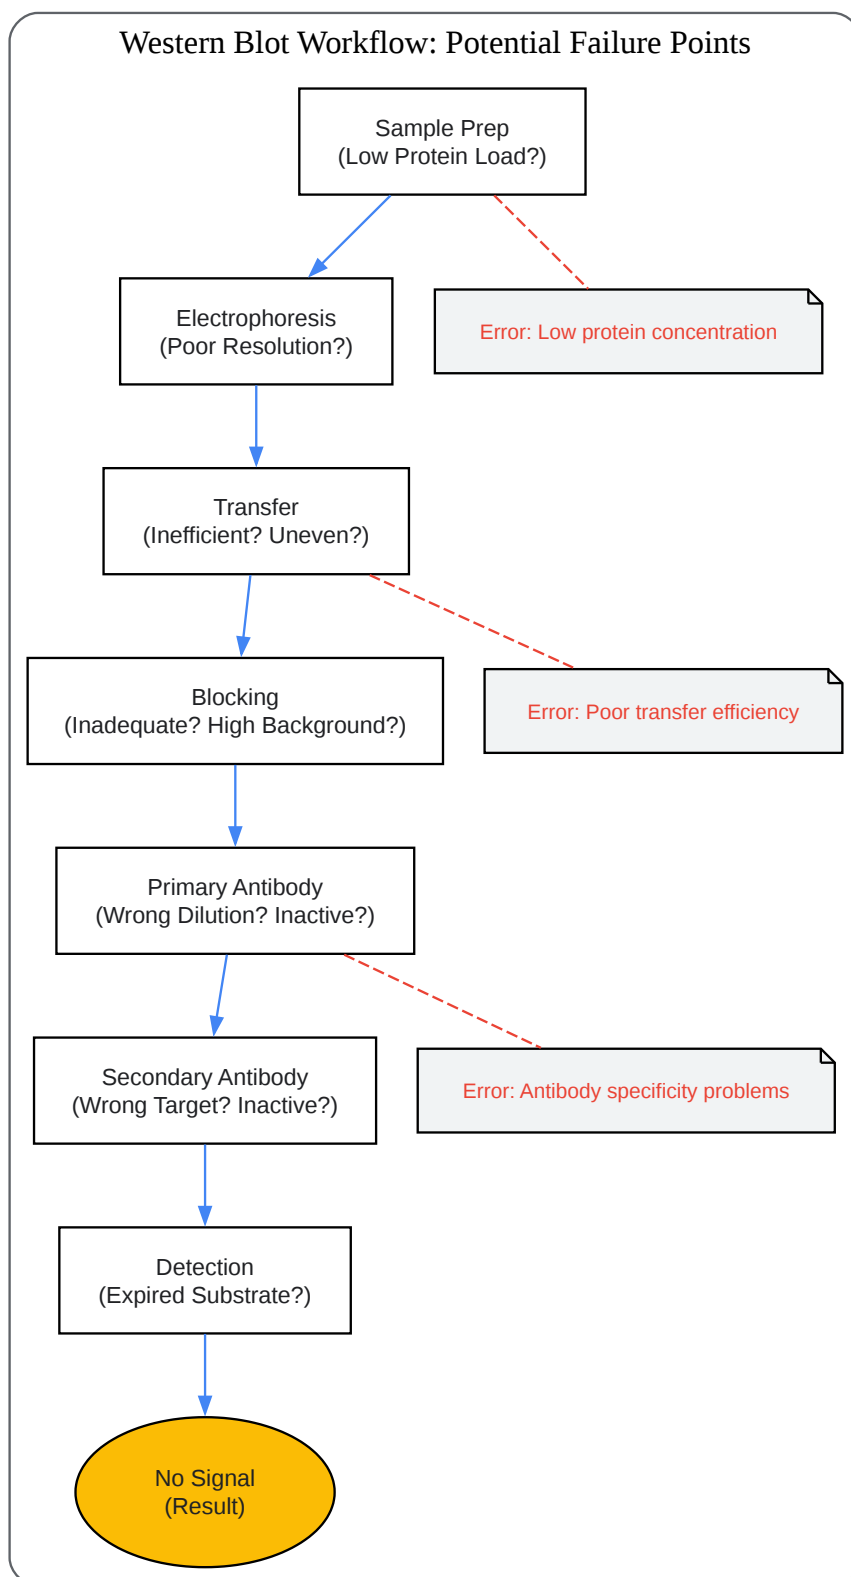 Western Blot Workflow: Potential Failure Points
Sample Prep
(Low Protein Load?)
Electrophoresis
(Poor Resolution?)
Error: Low protein concentration
Transfer
(Inefficient? Uneven?)
Blocking
(Inadequate? High Background?)
Error: Poor transfer efficiency
Primary Antibody
(Wrong Dilution? Inactive?)
Secondary Antibody
(Wrong Target? Inactive?)
Error: Antibody specificity problems
Detection
(Expired Substrate?)
No Signal
(Result)